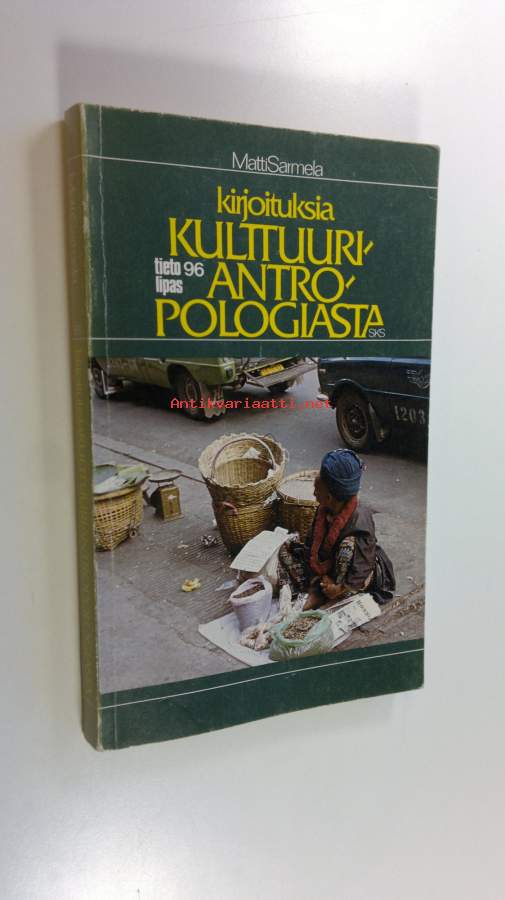 MattiSarmela
kirjoituksia
KULTTUURI-
tieto 96
lipas
ANTRO-
POLOGIASTA
SKS
Antikvariaatti.net
1203